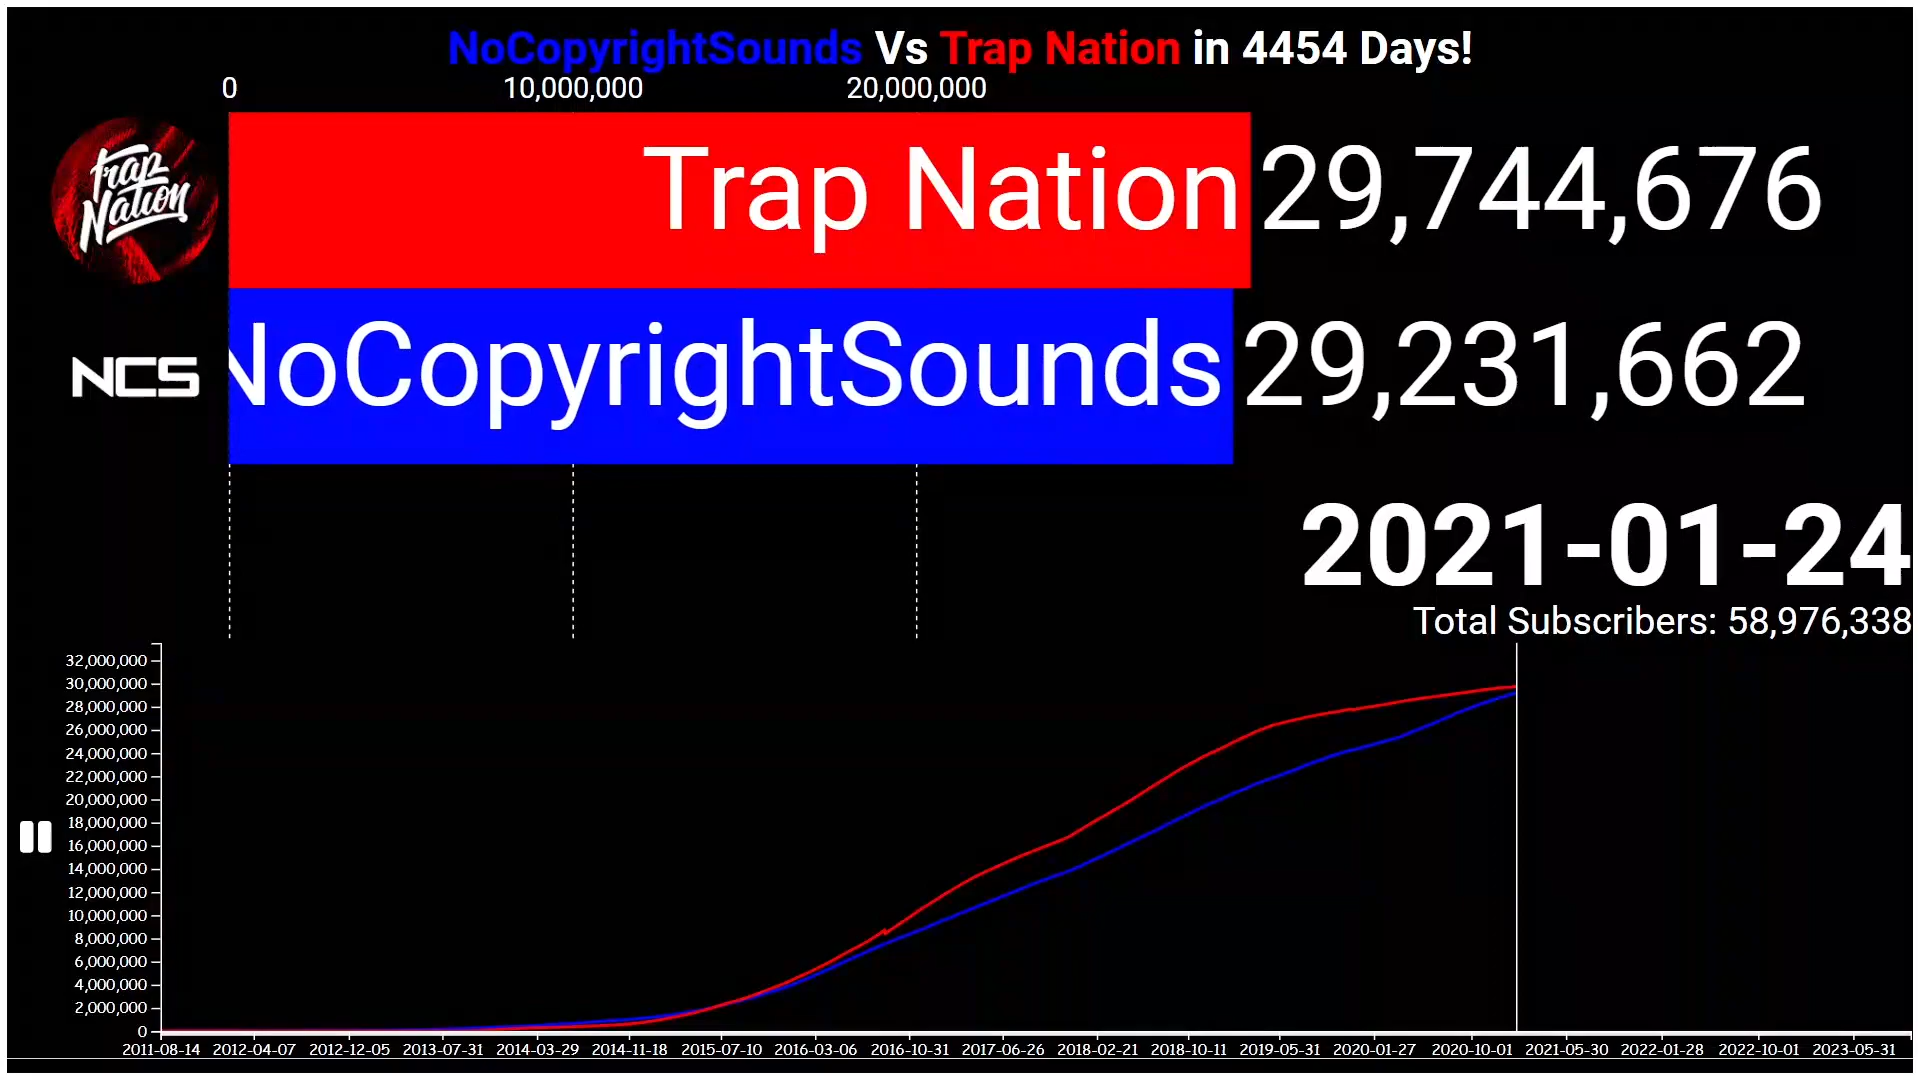 NoCopyrightSounds Vs Trap Nation in 4454 Days!
0 10,000,000 20,000,000
trap Nation
Trap Nation 29,744,676
NCS
NoCopyrightSounds 29,231,662
2021-01-24
Total Subscribers: 58,976,338
32,000,000
30,000,000
28,000,000
26,000,000
24,000,000
22,000,000
20,000,000
18,000,000
16,000,000
14,000,000
12,000,000
10,000,000
8,000,000
6,000,000
4,000,000
2,000,000
0
2011-08-14 2012-04-07 2012-12-05 2013-07-31 2014-03-29 2014-11-18 2015-07-10 2016-03-06 2016-10-31 2017-06-26 2018-02-21 2018-10-11 2019-05-31 2020-01-27 2020-10-01 2021-05-30 2022-01-28 2022-10-01 2023-05-31